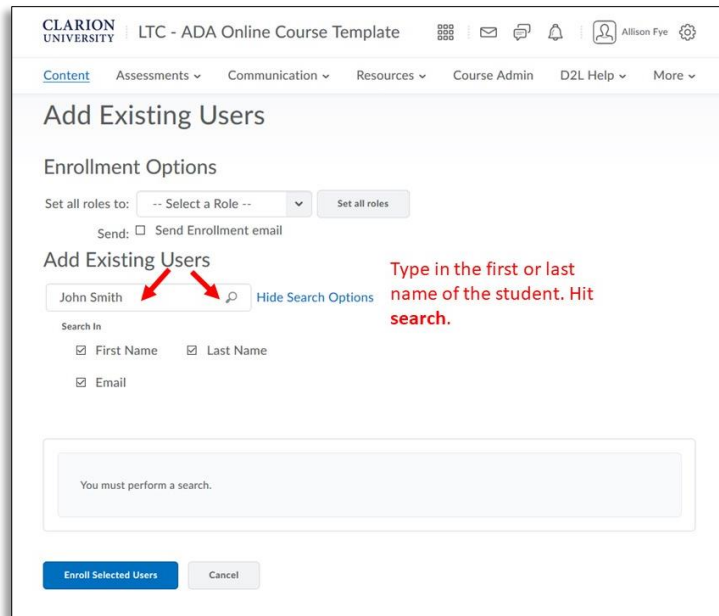 CLARION
UNIVERSITY
LTC - ADA Online Course Template
Allison Fye
Content Assessments Communication Resources Course Admin D2L Help More
Add Existing Users
Enrollment Options
Set all roles to: -- Select a Role -- Set all roles
Send: Send Enrollment email
Add Existing Users
John Smith Hide Search Options
Type in the first or last
name of the student. Hit
search.
Search In
First Name Last Name
Email
You must perform a search.
Enroll Selected Users Cancel